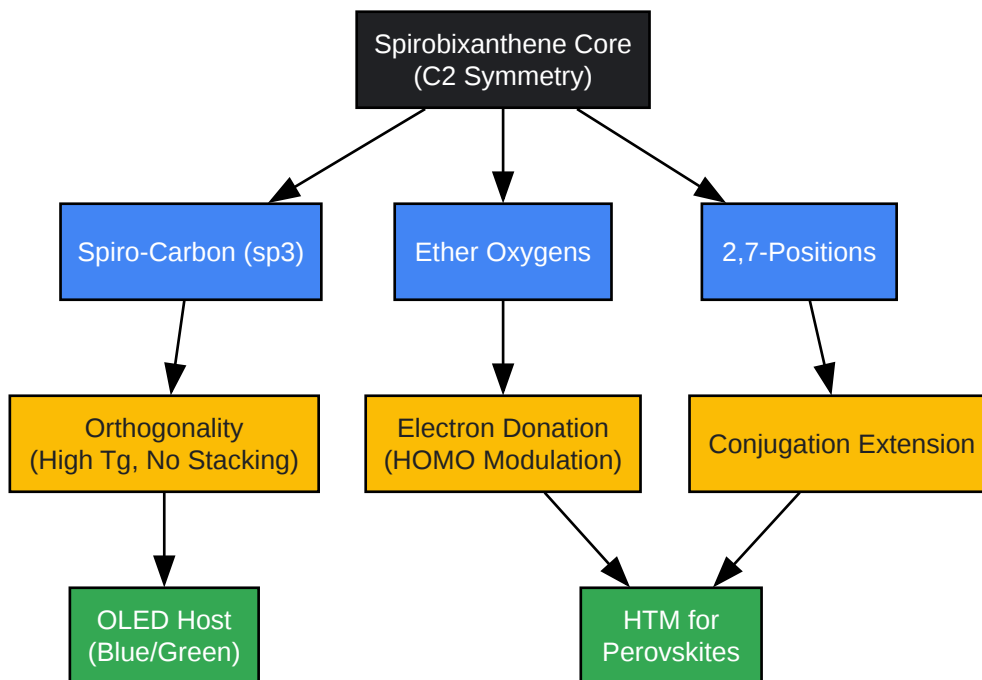 Spirobixanthene Core
(C2 Symmetry)
Spiro-Carbon (sp3)
Ether Oxygens
2,7-Positions
Orthogonality
(High Tg, No Stacking)
Electron Donation
(HOMO Modulation)
Conjugation Extension
OLED Host
(Blue/Green)
HTM for
Perovskites